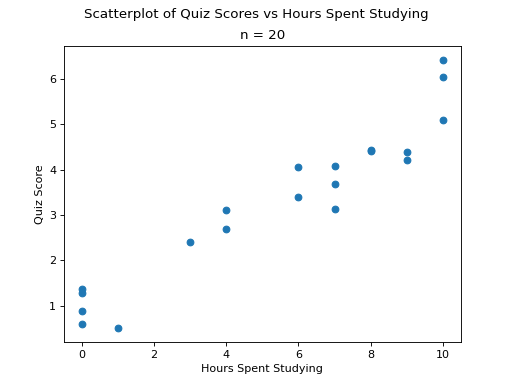 Scatterplot of Quiz Scores vs Hours Spent Studying
n = 20
6
5
4
3
2
1
Quiz Score
0 2 4 6 8 10
Hours Spent Studying